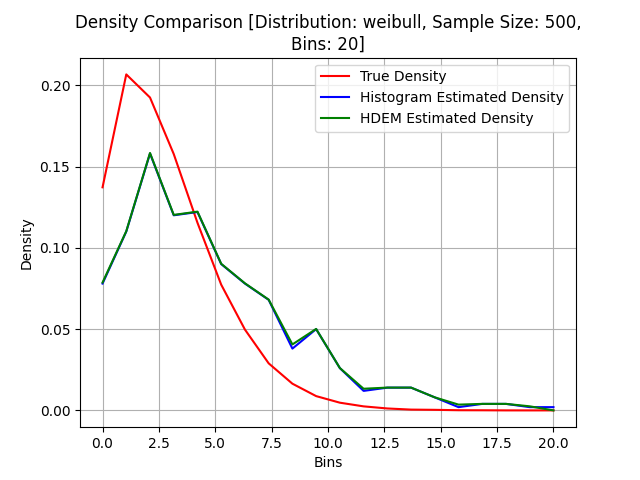 Density Comparison [Distribution: weibull, Sample Size: 500,
Bins: 20]
True Density
Histogram Estimated Density
HDEM Estimated Density
Density
0.20
0.15
0.10
0.05
0.00
0.0 2.5 5.0 7.5 10.0 12.5 15.0 17.5 20.0
Bins